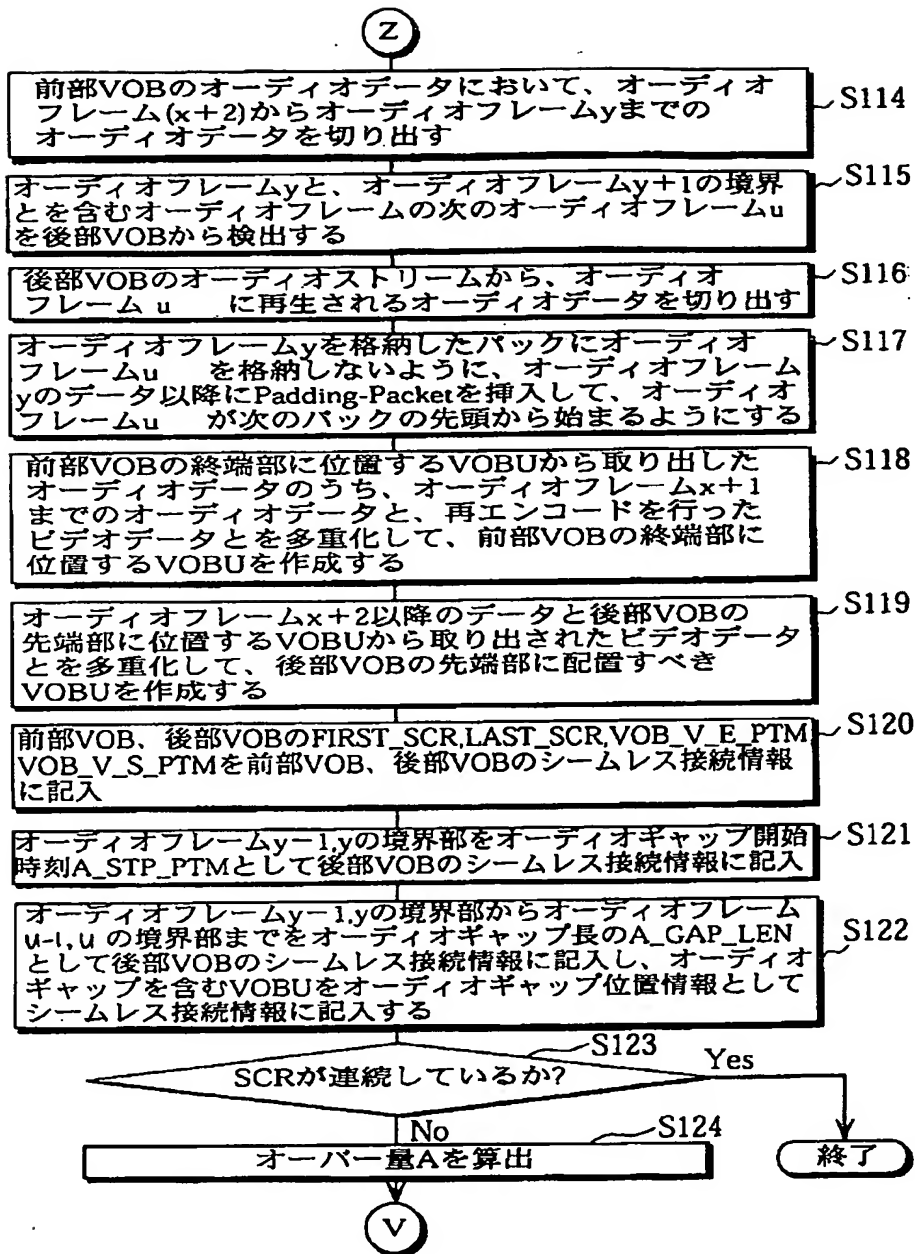 Z
前部VOBのオーディオデータにおいて、オーディオ
フレーム(x+2)からオーディオフレームyまでの
オーディオデータを切り出す
S114
オーディオフレームyと、オーディオフレームy+1の境界
とを含むオーディオフレームの次のオーディオフレームu
を後部VOBから検出する
S115
後部VOBのオーディオストリームから、オーディオ
フレーム u に再生されるオーディオデータを切り出す
S116
オーディオフレームyを格納したパックにオーディオ
フレームu を格納しないように、オーディオフレーム
yのデータ以降にPadding-Packetを挿入して、オーディオ
フレームu が次のパックの先頭から始まるようにする
S117
前部VOBの終端部に位置するVOBUから取り出した
オーディオデータのうち、オーディオフレームx+1
までのオーディオデータと、再エンコードを行った
ビデオデータとを多重化して、前部VOBの終端部に
位置するVOBUを作成する
S118
オーディオフレームx+2以降のデータと後部VOBの
先端部に位置するVOBUから取り出されたビデオデータ
とを多重化して、後部VOBの先端部に配置すべき
VOBUを作成する
S119
前部VOB、後部VOBのFIRST_SCR,LAST_SCR,VOB_V_E_PTM
VOB_V_S_PTMを前部VOB、後部VOBのシームレス接続情報
に記入
S120
オーディオフレームy-1,yの境界部をオーディオギャップ開始
時刻A_STP_PTMとして後部VOBのシームレス接続情報に記入
S121
オーディオフレームy-1,yの境界部からオーディオフレーム
u-1,u の境界部までをオーディオギャップ長のA_GAP_LEN
として後部VOBのシームレス接続情報に記入し、オーディオ
ギャップを含むVOBUをオーディオギャップ位置情報として
シームレス接続情報に記入する
S122
S123
SCRが連続しているか?
Yes
No
S124
オーバー量Aを算出
終了
V